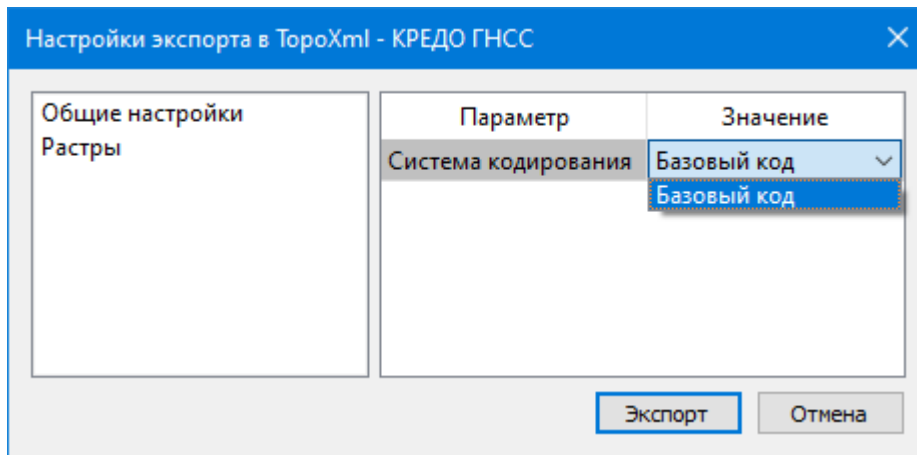 Настройки экспорта в TopoXml - КРЕДО ГНСС
Общие настройки
Растры
Параметр Значение
Система кодирования Базовый код
Базовый код
Экспорт Отмена